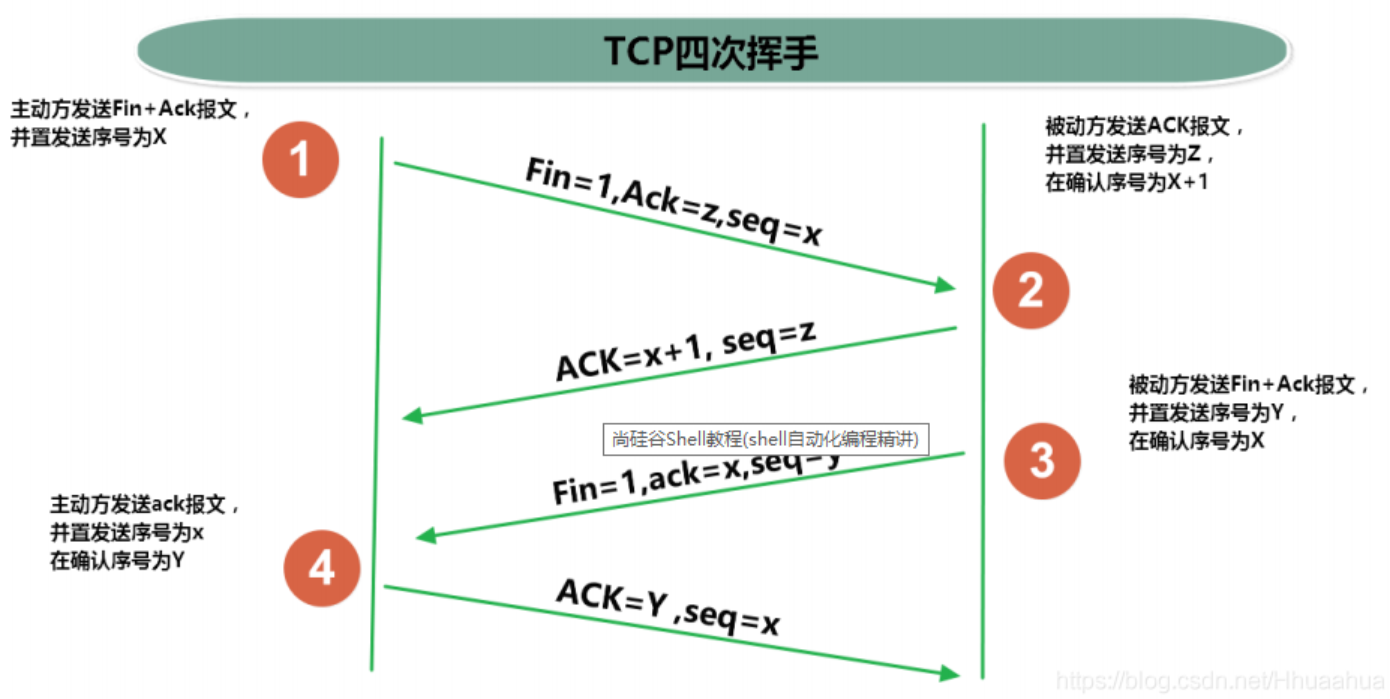 TCP四次挥手
主动方发送Fin+Ack报文，
并置发送序号为X
1
Fin=1,Ack=z,seq=x
被动方发送ACK报文，
并置发送序号为Z，
在确认序号为X+1
2
ACK=x+1, seq=z
被动方发送Fin+Ack报文，
并置发送序号为Y，
在确认序号为X
3
尚硅谷Shell教程(shell自动化编程精讲)
Fin=1,ack=x,seq=y
主动方发送ack报文，
并置发送序号为x
在确认序号为Y
4
ACK=Y ,seq=x
https://blog.csdn.net/Hhuaahua